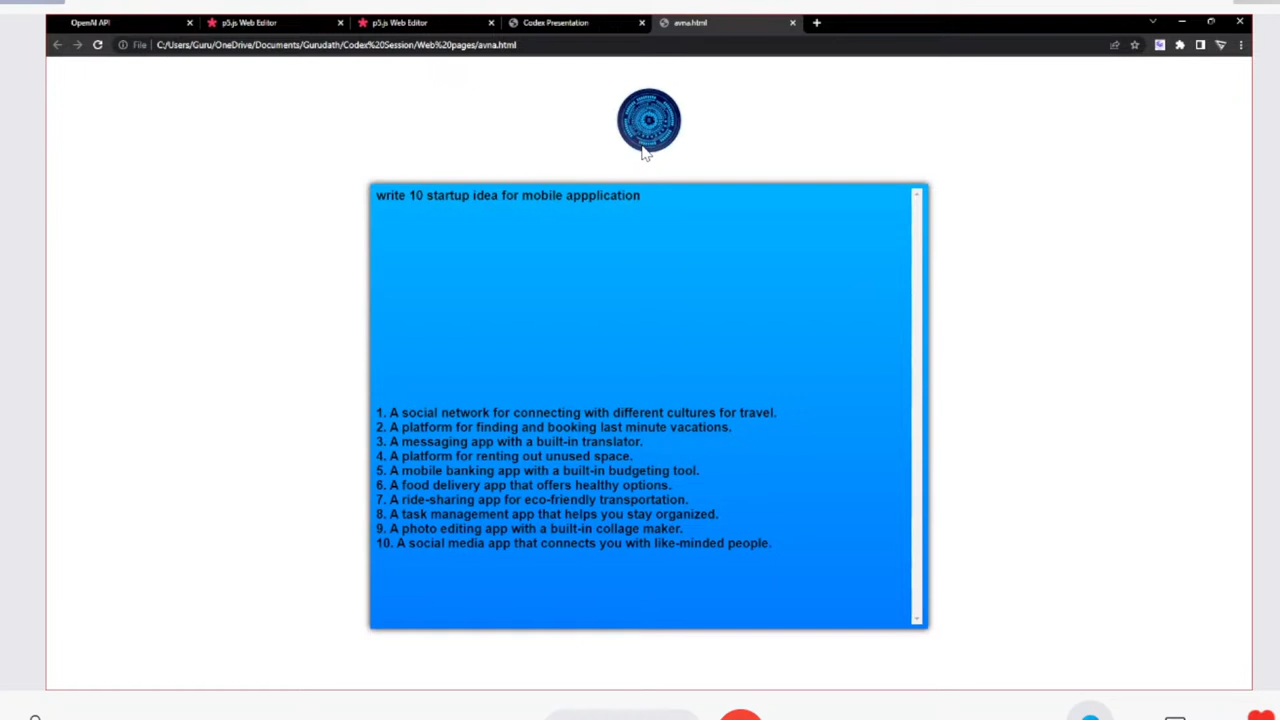 OpenAI API
p5.js Web Editor
p5.js Web Editor
Codex Presentation
avna.html
File
C:/Users/Guru/OneDrive/Documents/Gurudath/Codex%20Session/Web%20pages/avna.html
write 10 startup idea for mobile appplication
1. A social network for connecting with different cultures for travel.
2. A platform for finding and booking last minute vacations.
3. A messaging app with a built-in translator.
4. A platform for renting out unused space.
5. A mobile banking app with a built-in budgeting tool.
6. A food delivery app that offers healthy options.
7. A ride-sharing app for eco-friendly transportation.
8. A task management app that helps you stay organized.
9. A photo editing app with a built-in collage maker.
10. A social media app that connects you with like-minded people.